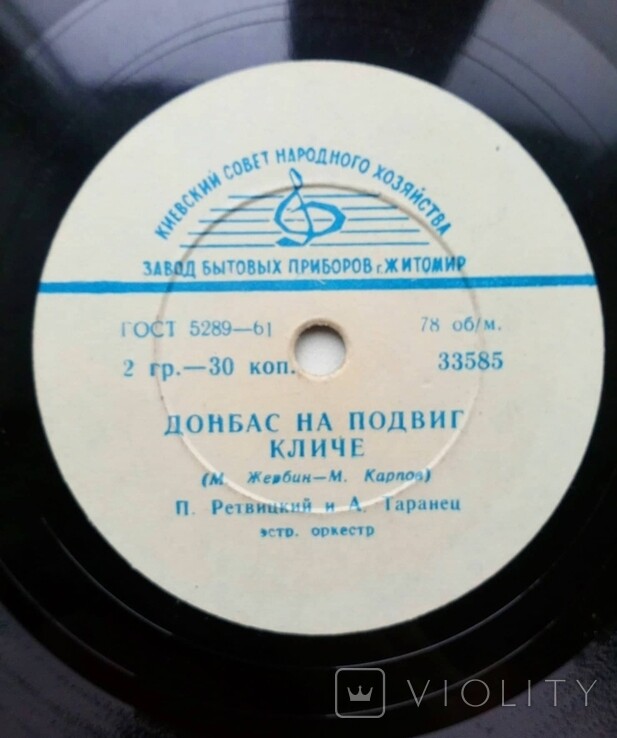 КИЕВСКИЙ СОВЕТ НАРОДНОГО ХОЗЯЙСТВА
ЗАВОД БЫТОВЫХ ПРИБОРОВ г. ЖИТОМИР
ГОСТ 5289—61 78 об/м.
2 гр.—30 коп. 33585
ДОНБАС НА ПОДВИГ
КЛИЧЕ
(М. Жербин—М. Карпов)
П. Ретвицкий и А. Таранец
эстр. оркестр
VIOLITY